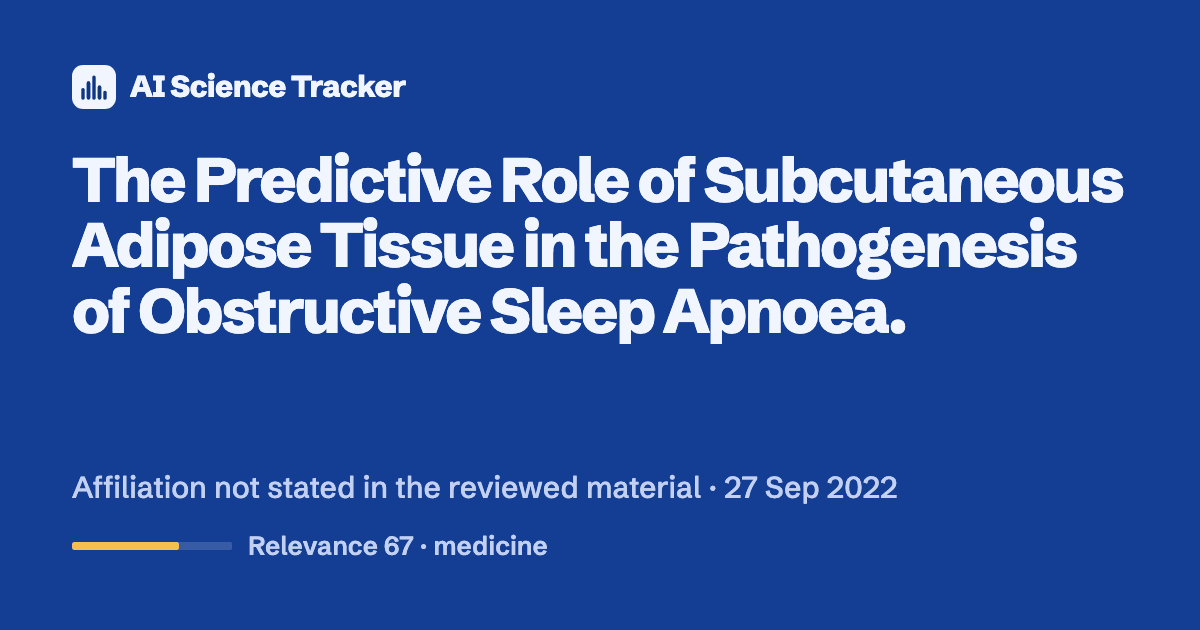 AI Science Tracker
The Predictive Role of Subcutaneous
Adipose Tissue in the Pathogenesis
of Obstructive Sleep Apnoea.
Affiliation not stated in the reviewed material · 27 Sep 2022
Relevance 67 · medicine